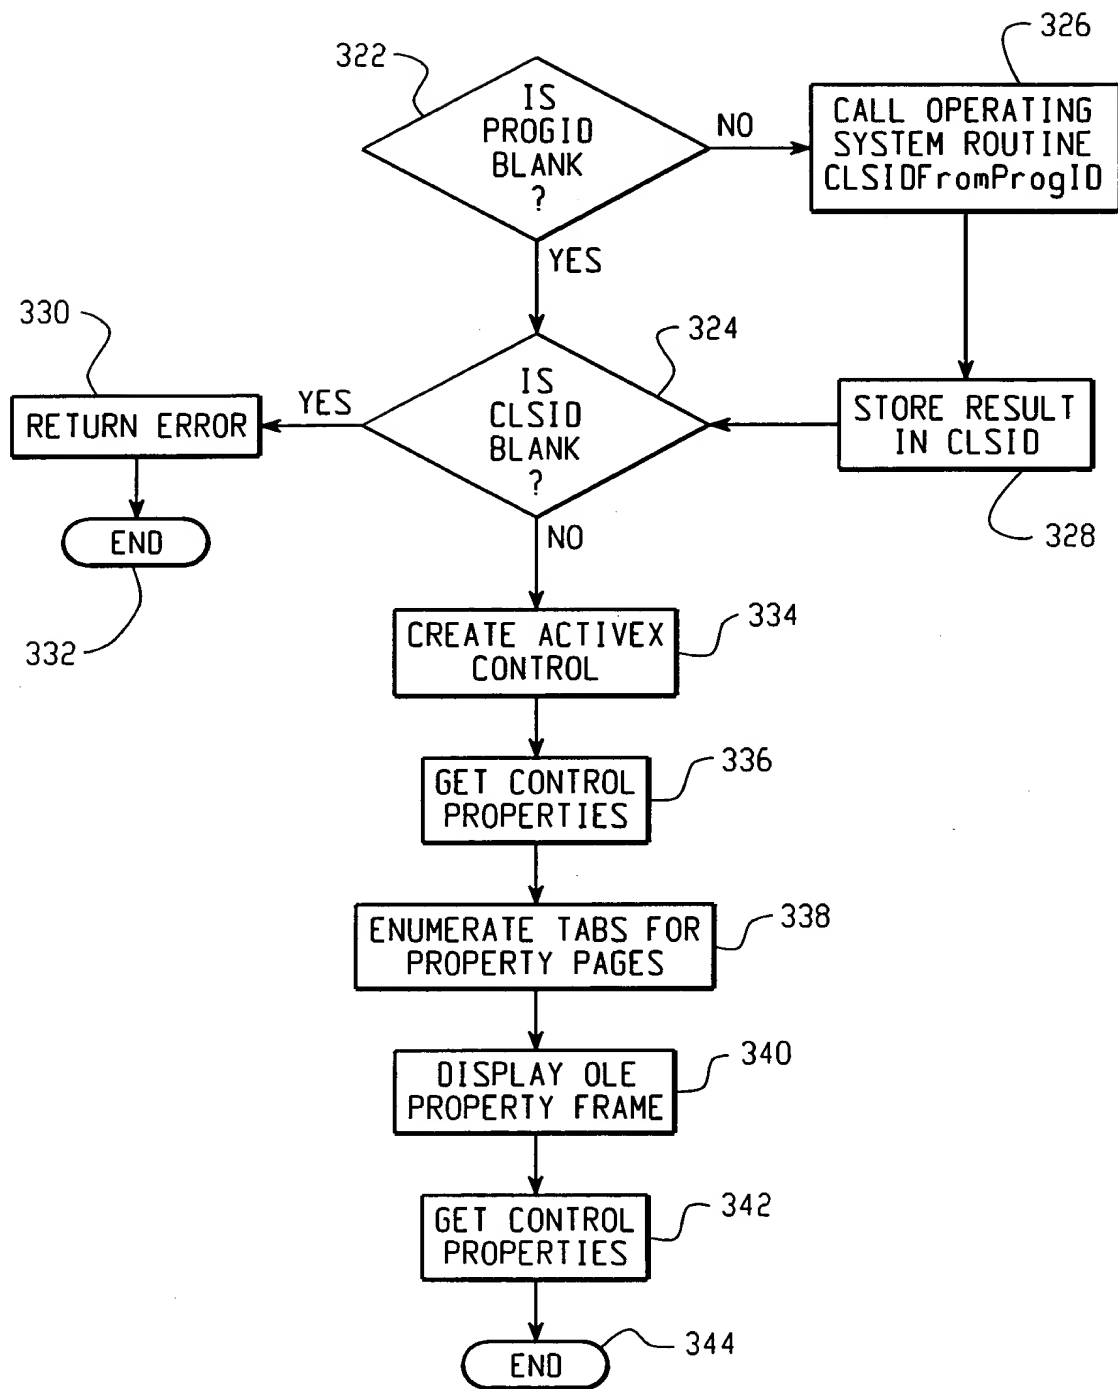 322
IS
PROGID
BLANK
?
NO
326
CALL OPERATING
SYSTEM ROUTINE
CLSIDFromProgID
YES
330
RETURN ERROR
YES
324
IS
CLSID
BLANK
?
STORE RESULT
IN CLSID
328
END
332
NO
CREATE ACTIVEX
CONTROL
334
GET CONTROL
PROPERTIES
336
ENUMERATE TABS FOR
PROPERTY PAGES
338
DISPLAY OLE
PROPERTY FRAME
340
GET CONTROL
PROPERTIES
342
END
344